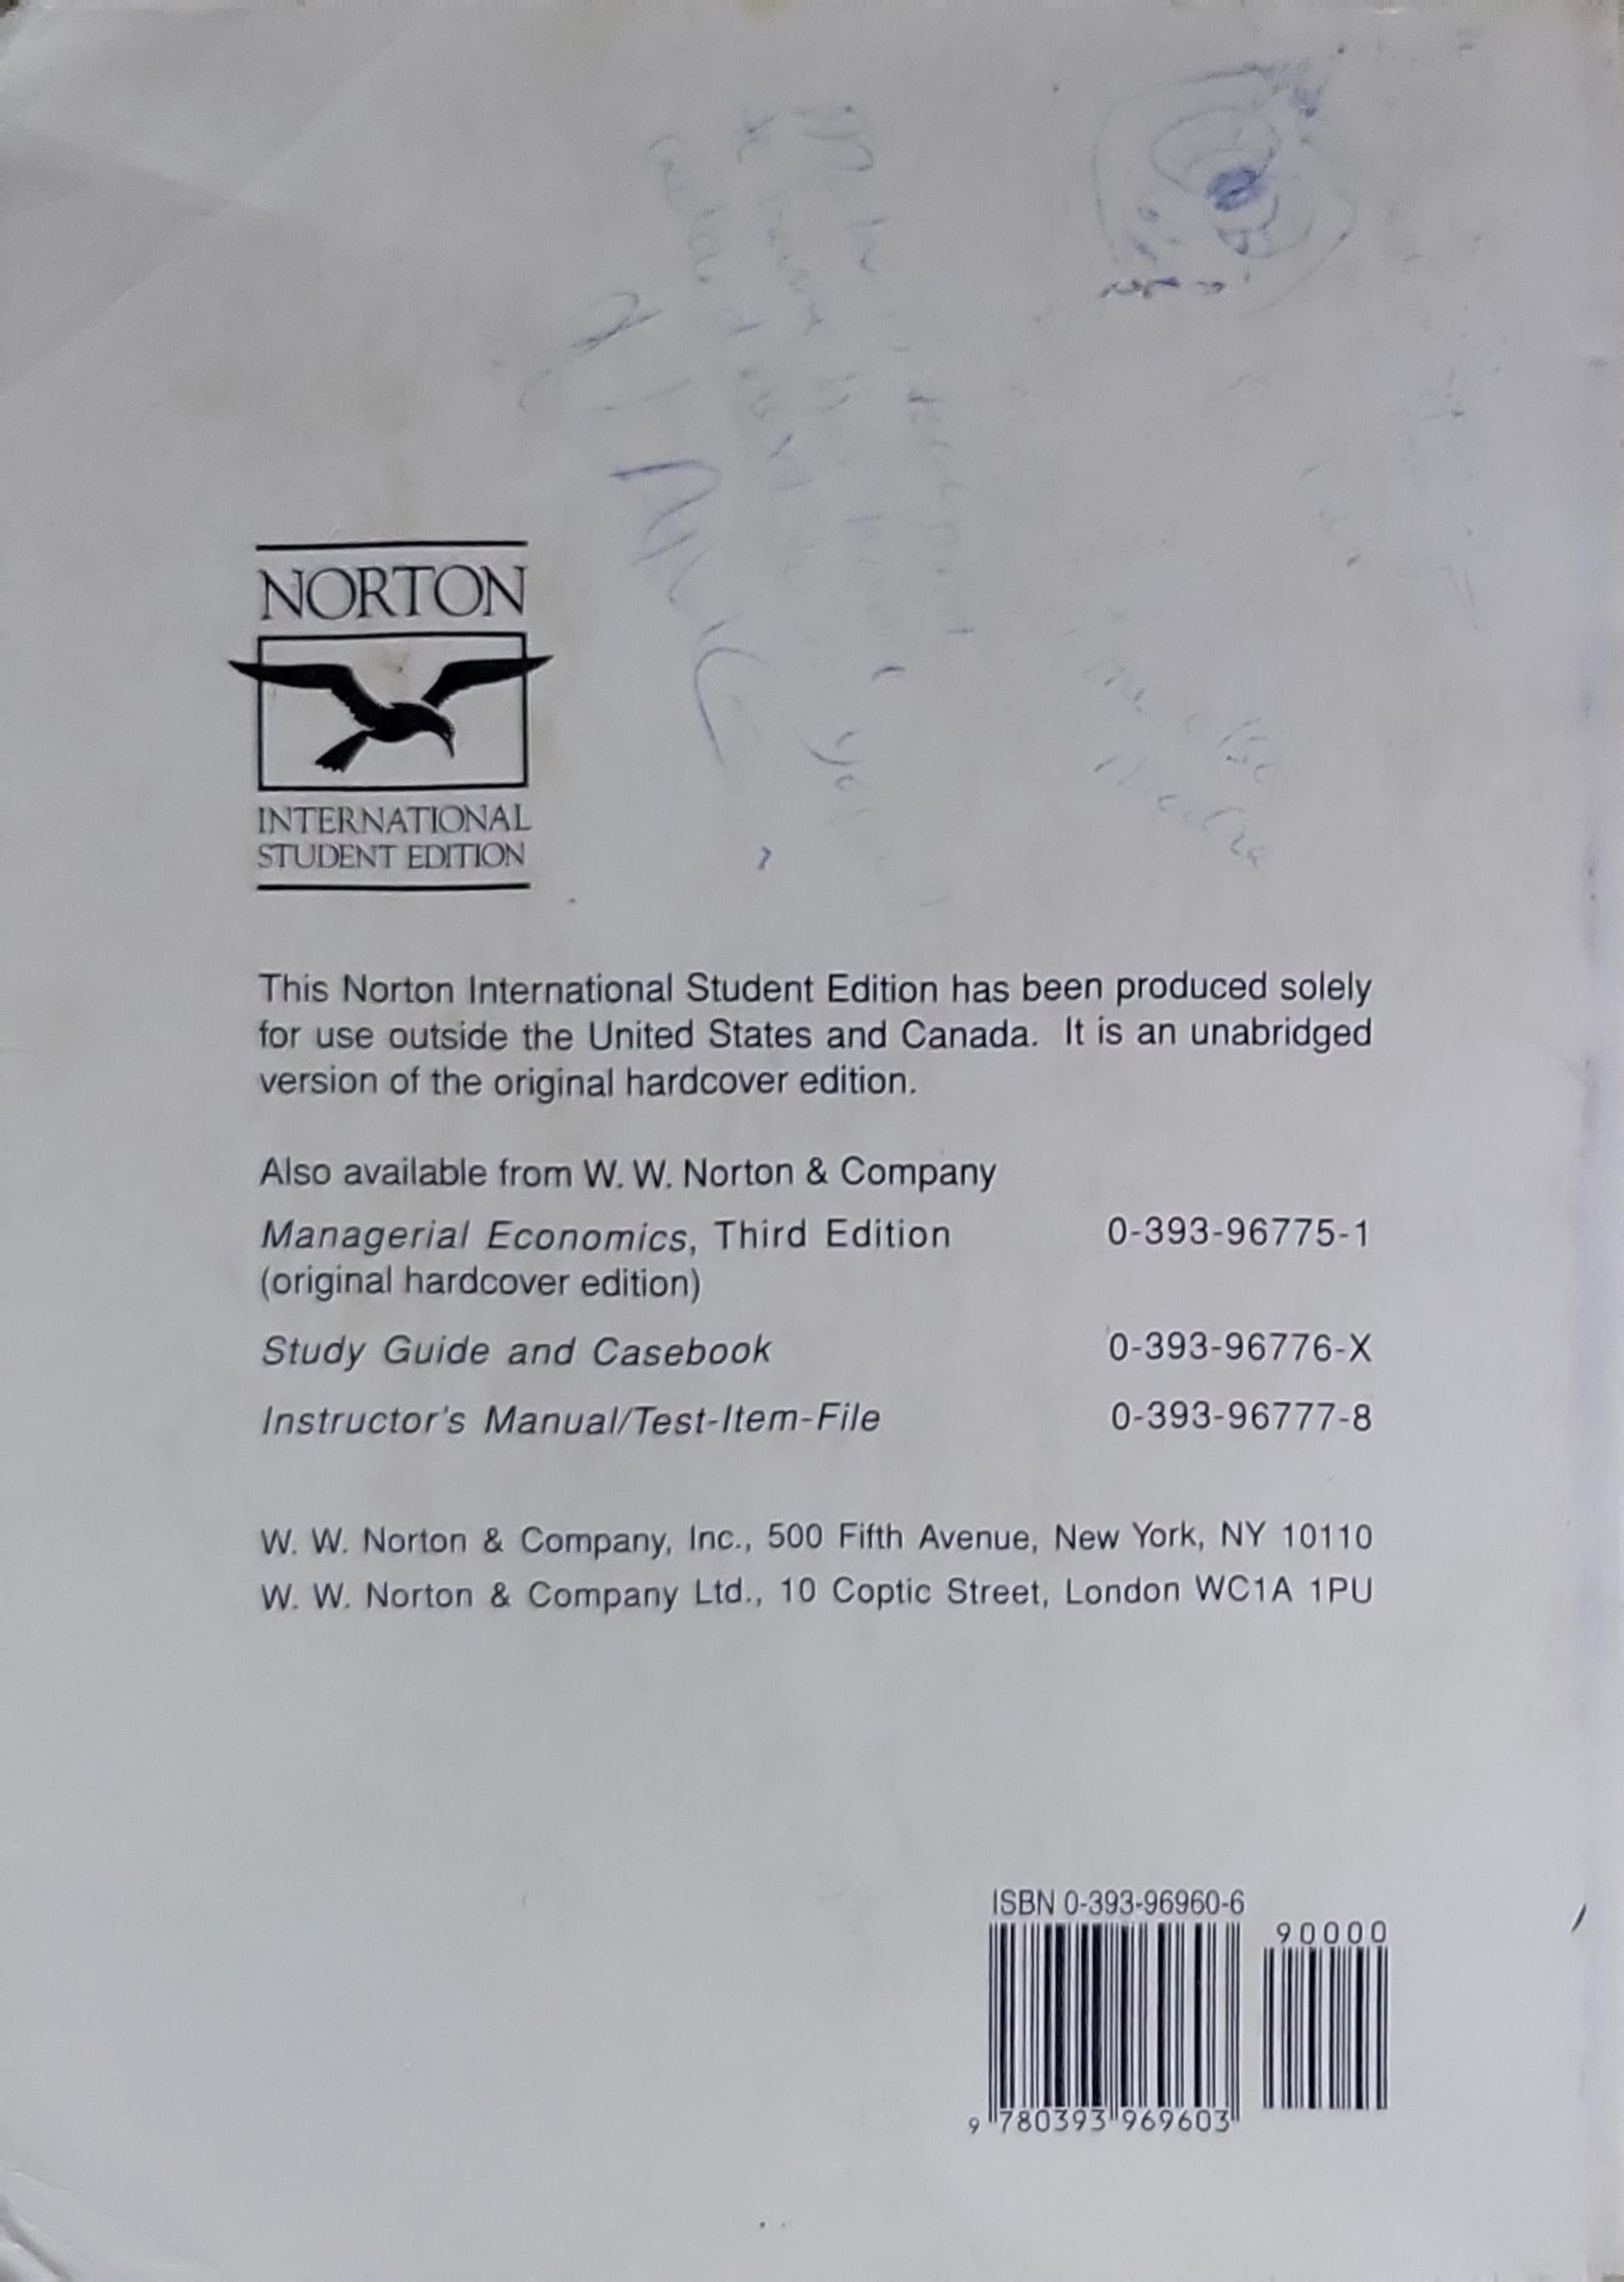 NORTON
INTERNATIONAL
STUDENT EDITION
This Norton International Student Edition has been produced solely
for use outside the United States and Canada. It is an unabridged
version of the original hardcover edition.
Also available from W. W. Norton & Company
Managerial Economics, Third Edition 0-393-96775-1
(original hardcover edition)
Study Guide and Casebook 0-393-96776-X
Instructor's Manual/Test-Item-File 0-393-96777-8
W. W. Norton & Company, Inc., 500 Fifth Avenue, New York, NY 10110
W. W. Norton & Company Ltd., 10 Coptic Street, London WC1A 1PU
ISBN 0-393-96960-6
90000
9 780393 969603